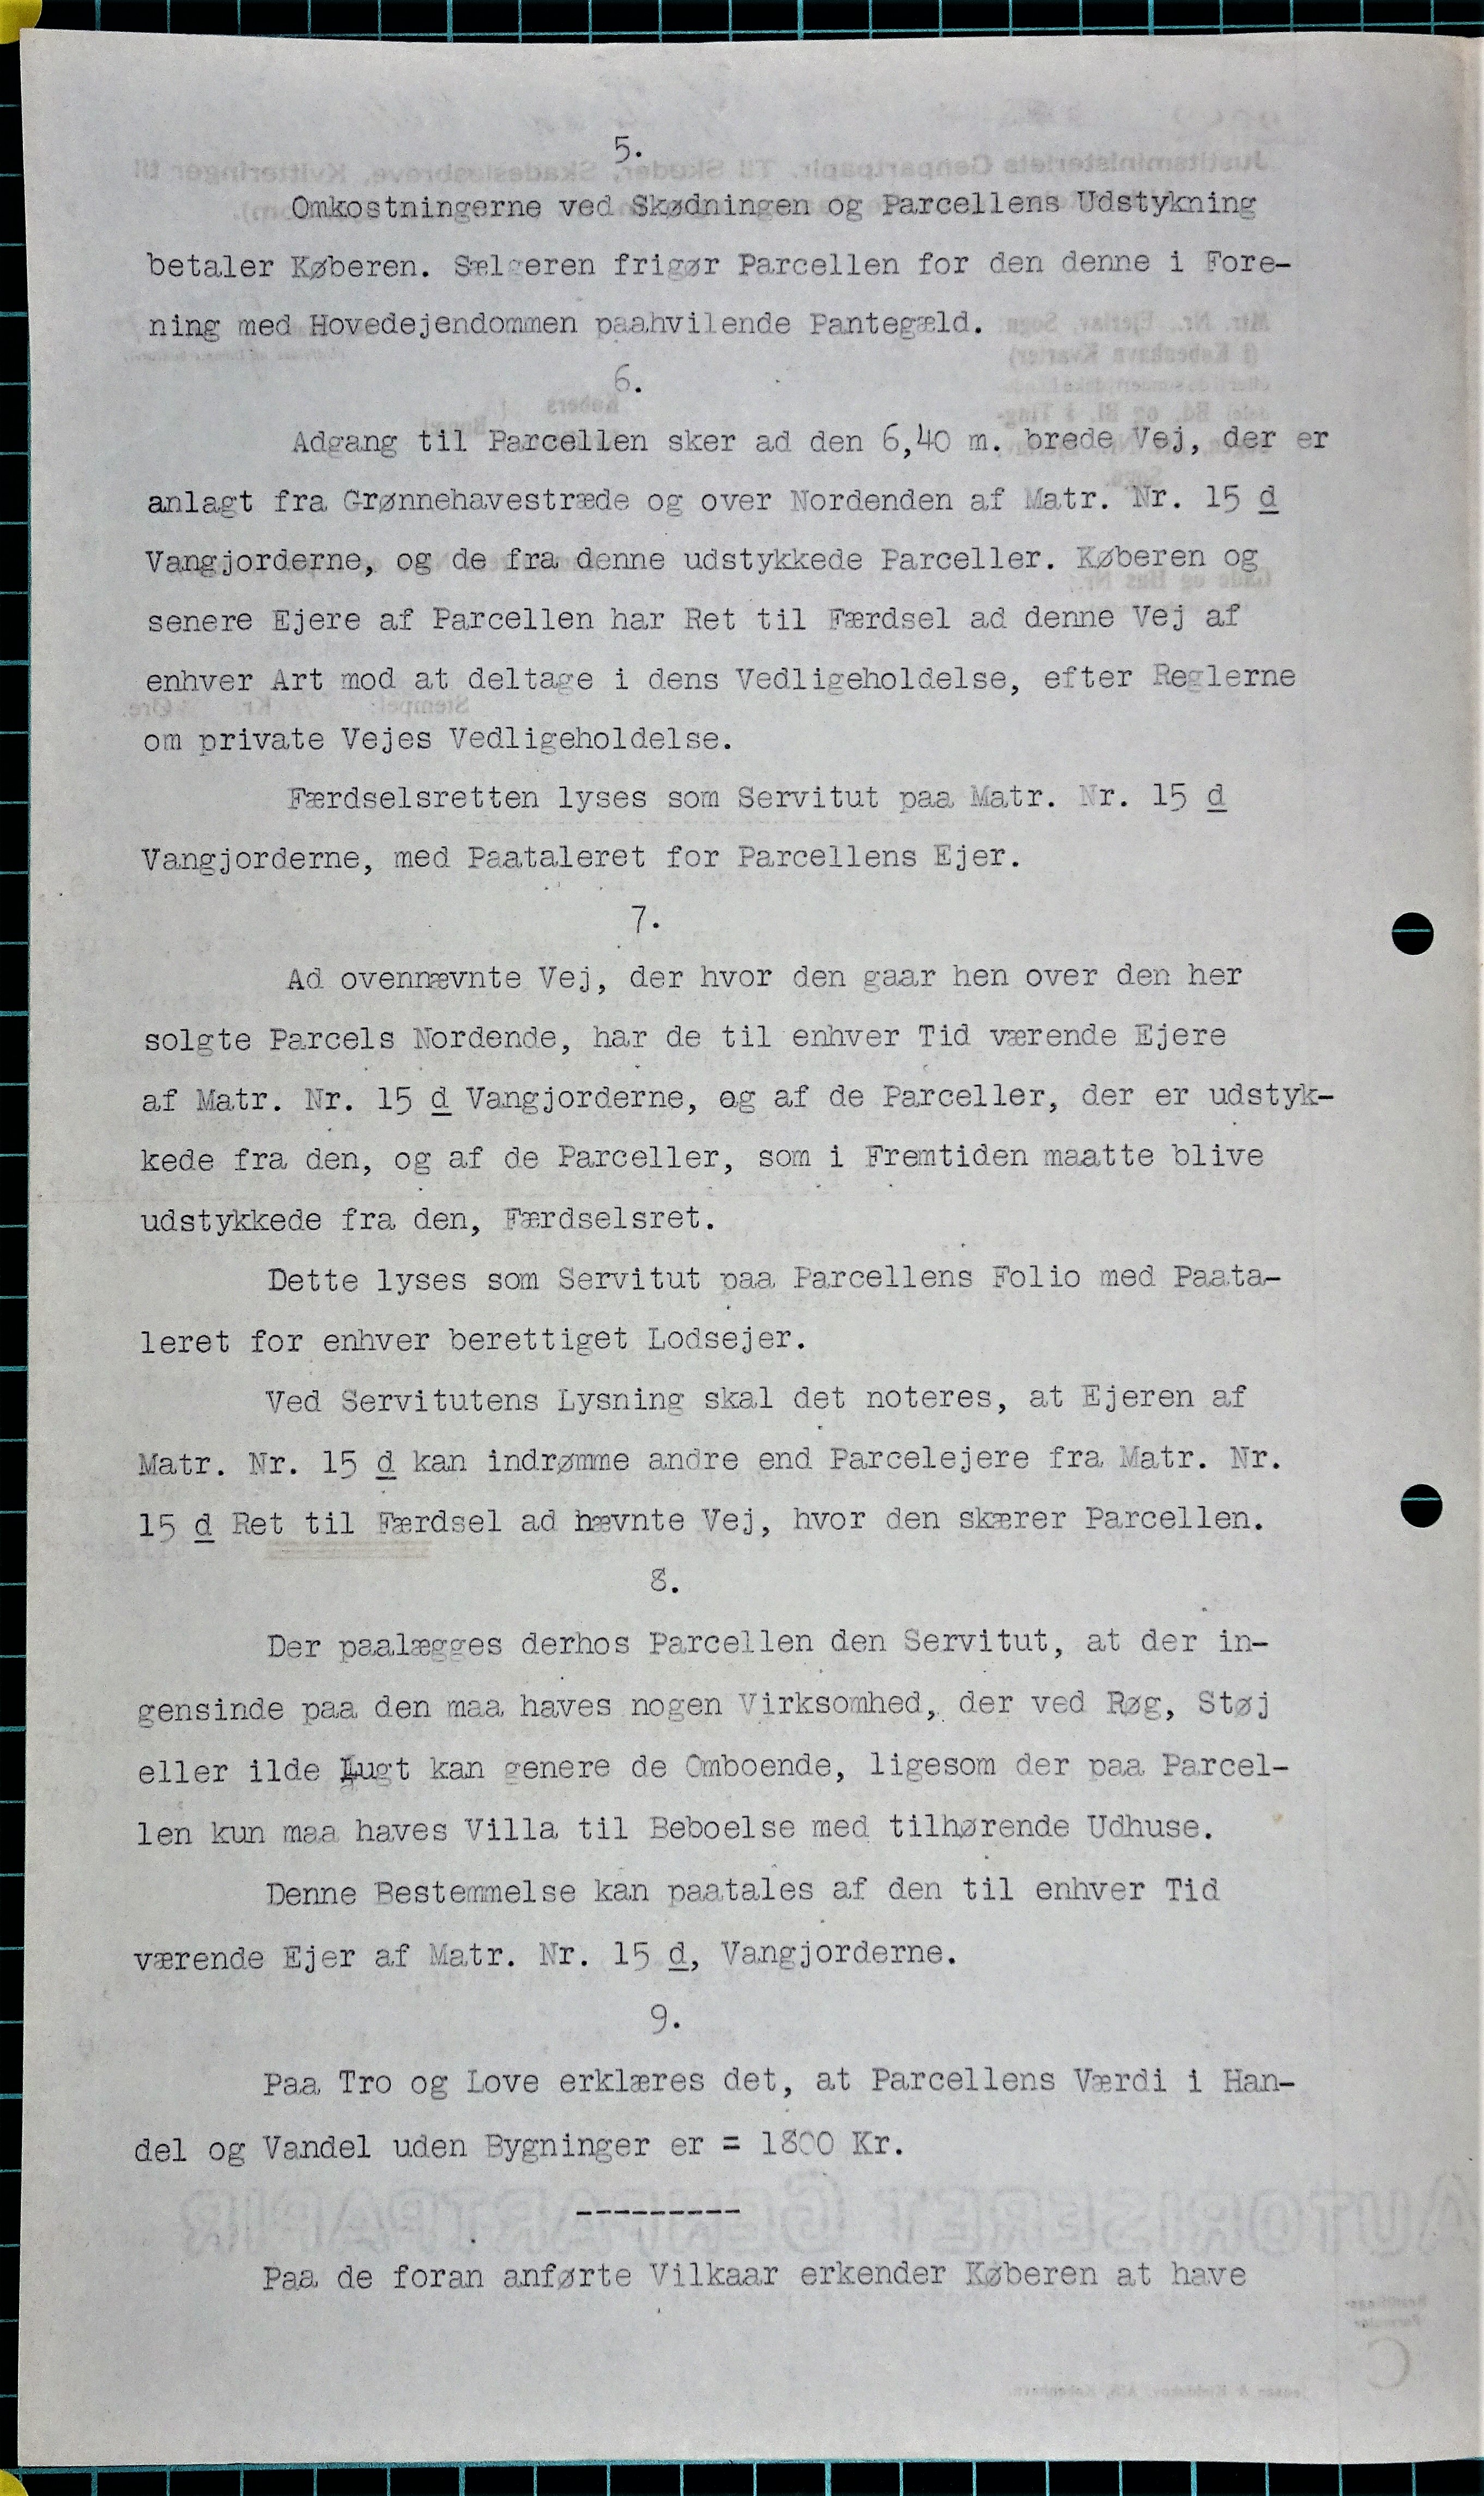 5.
Omkostningerne ved Skødningen og Parcellens Udstykning
betaler Køberen. Sælgeren frigør Parcellen for den denne i Fore-
ning med Hovedejendommen paahvilende Pantegæld.
6.
Adgang til Parcellen sker ad den 6,40 m. brede Vej, der er
anlagt fra Grønnehavestræde og over Nordenden af Matr. Nr. 15 d
Vangjorderne, og de fra denne udstykkede Parceller. Køberen og
senere Ejere af Parcellen har Ret til Færdsel ad denne Vej af
enhver Art mod at deltage i dens Vedligeholdelse, efter Reglerne
om private Vejes Vedligeholdelse.
Færdselsretten lyses som Servitut paa Matr. Nr. 15 d
Vangjorderne, med Paataleret for Parcellens Ejer.
7.
Ad ovennævnte Vej, der hvor den gaar hen over den her
solgte Parcels Nordende, har de til enhver Tid værende Ejere
af Matr. Nr. 15 d Vangjorderne, og af de Parceller, der er udstyk-
kede fra den, og af de Parceller, som i Fremtiden maatte blive
udstykkede fra den, Færdselsret.
Dette lyses som Servitut paa Parcellens Folio med Paata-
leret for enhver berettiget Lodsejer.
Ved Servitutens Lysning skal det noteres, at Ejeren af
Matr. Nr. 15 d kan indrømme andre end Parcelejere fra Matr. Nr.
15 d Ret til Færdsel ad nævnte Vej, hvor den skærer Parcellen.
8.
Der paalægges derhos Parcellen den Servitut, at der in-
gensinde paa den maa haves nogen Virksomhed, der ved Røg, Støj
eller ilde Lugt kan genere de Omboende, ligesom der paa Parcel-
len kun maa haves Villa til Beboelse med tilhørende Udhuse.
Denne Bestemmelse kan paatales af den til enhver Tid
værende Ejer af Matr. Nr. 15 d, Vangjorderne.
9.
Paa Tro og Love erklæres det, at Parcellens Værdi i Han-
del og Vandel uden Bygninger er = 1800 Kr.
---------
Paa de foran anførte Vilkaar erkender Køberen at have